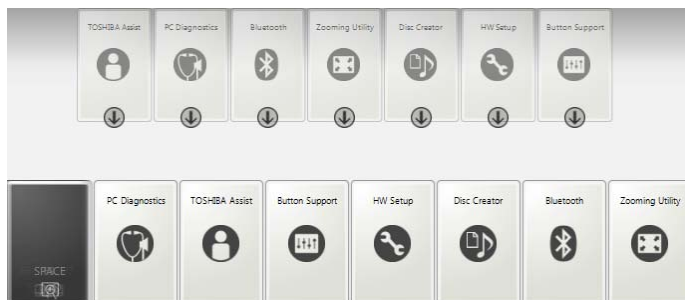 TOSHIBA Assist
PC Diagnostics
Bluetooth
Zooming Utility
Disc Creator
HW Setup
Button Support
PC Diagnostics
TOSHIBA Assist
Button Support
HW Setup
Disc Creator
Bluetooth
Zooming Utility
SPACE